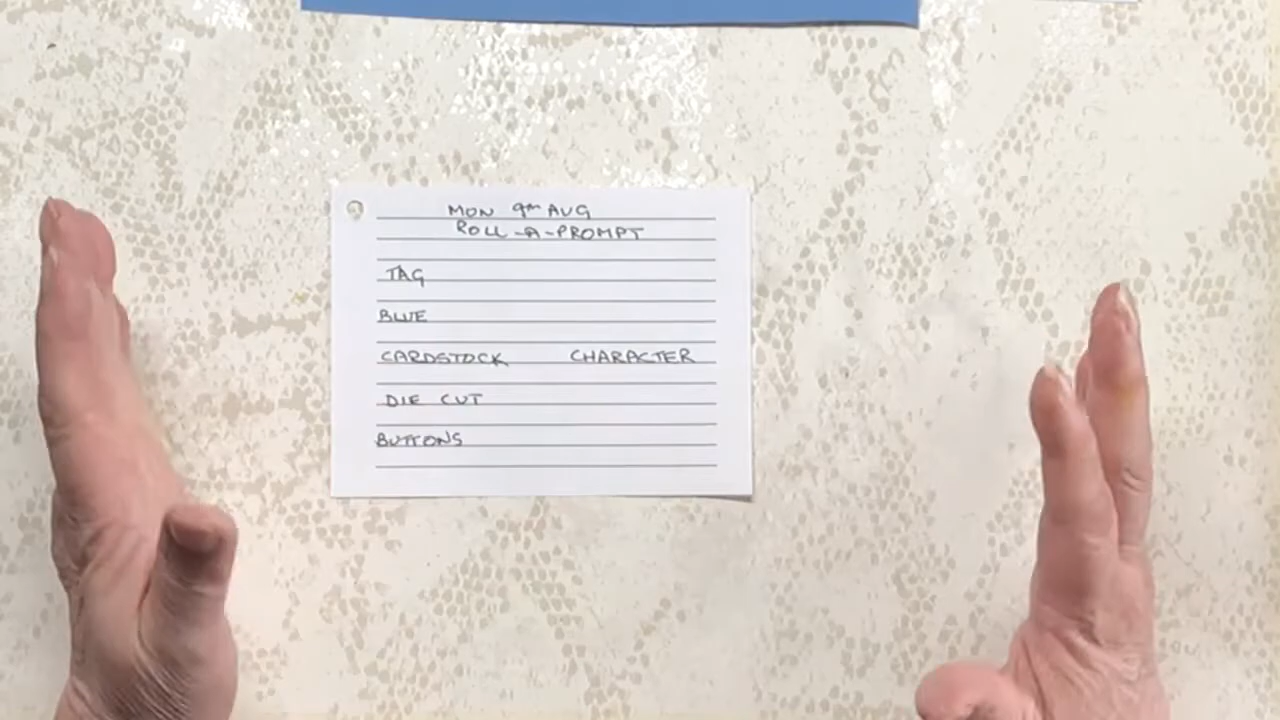 MON 9TH AUG
ROLL-A-PROMPT
TAG
BLUE
CARDSTOCK CHARACTER
DIE CUT
BUTTONS